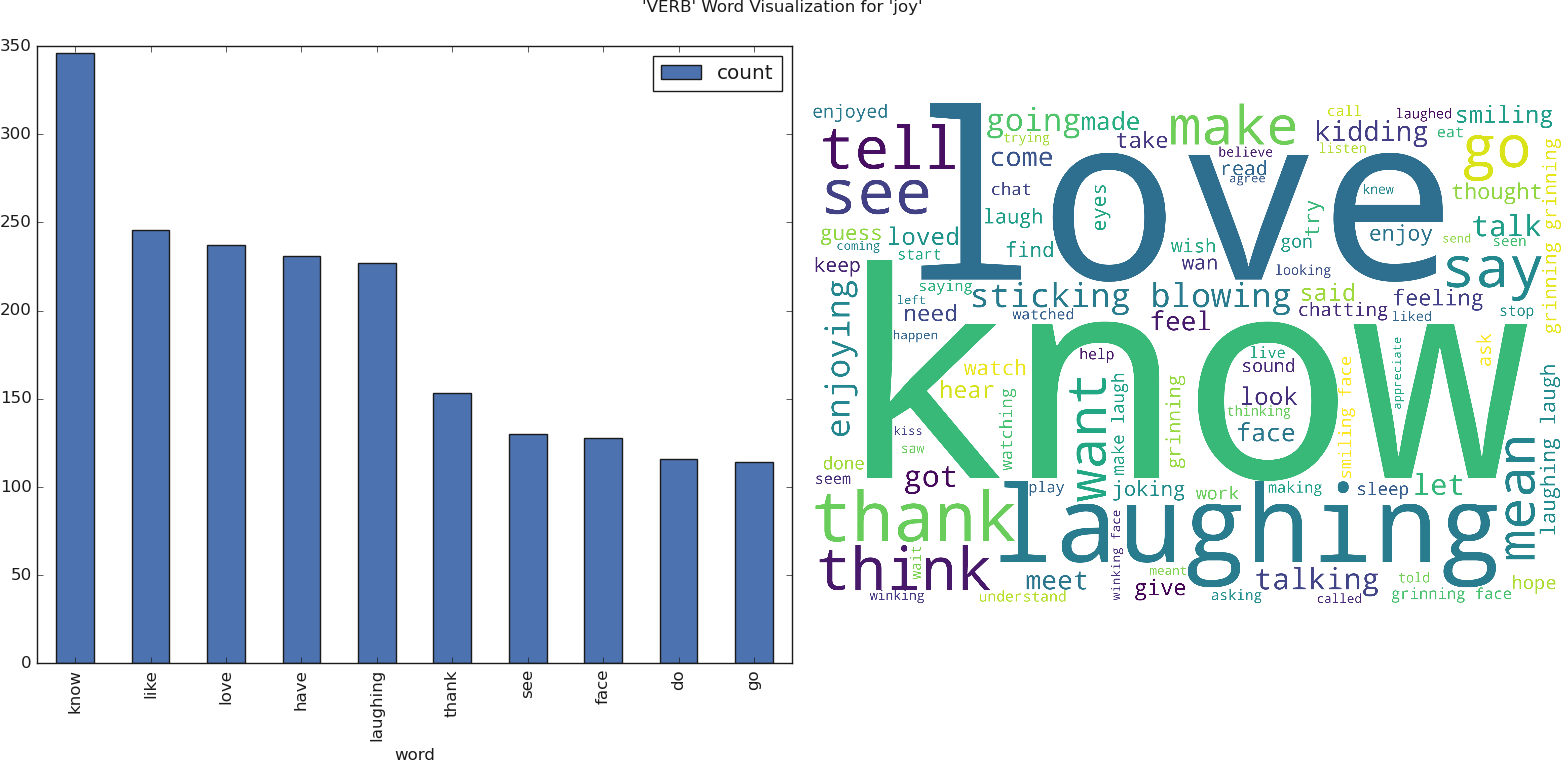 'VERB' Word Visualization for 'joy'
350
300
250
200
150
100
50
0
count
know
like
love
have
laughing
thank
see
face
do
go
word
enjoyed
love
going
made
make
call
laughed
smiling
tell
trying
take
kidding
eat
go
come
believe
listen
see
chat
read
agree
knew
thought
grinning grinning
laugh
eyes
try
talk
guess
loved
find
wish
gon
enjoy
send
seen
coming
start
keep
wan
looking
say
saying
sticking
blowing
said
feeling
enjoying
left
need
watched
feel
chatting
liked
stop
know
happen
help
live
ask
watch
sound
hear
want
make laugh
grinning
look
smiling face
appreciate
laughing laugh
watching
thinking
kiss
face
saw
done
seem
got
play
joking
work
making
sleep
let
mean
thank
laughing
think
wait
winking face
meet
meant
give
talking
told
hope
winking
understand
asking
called
grinning face